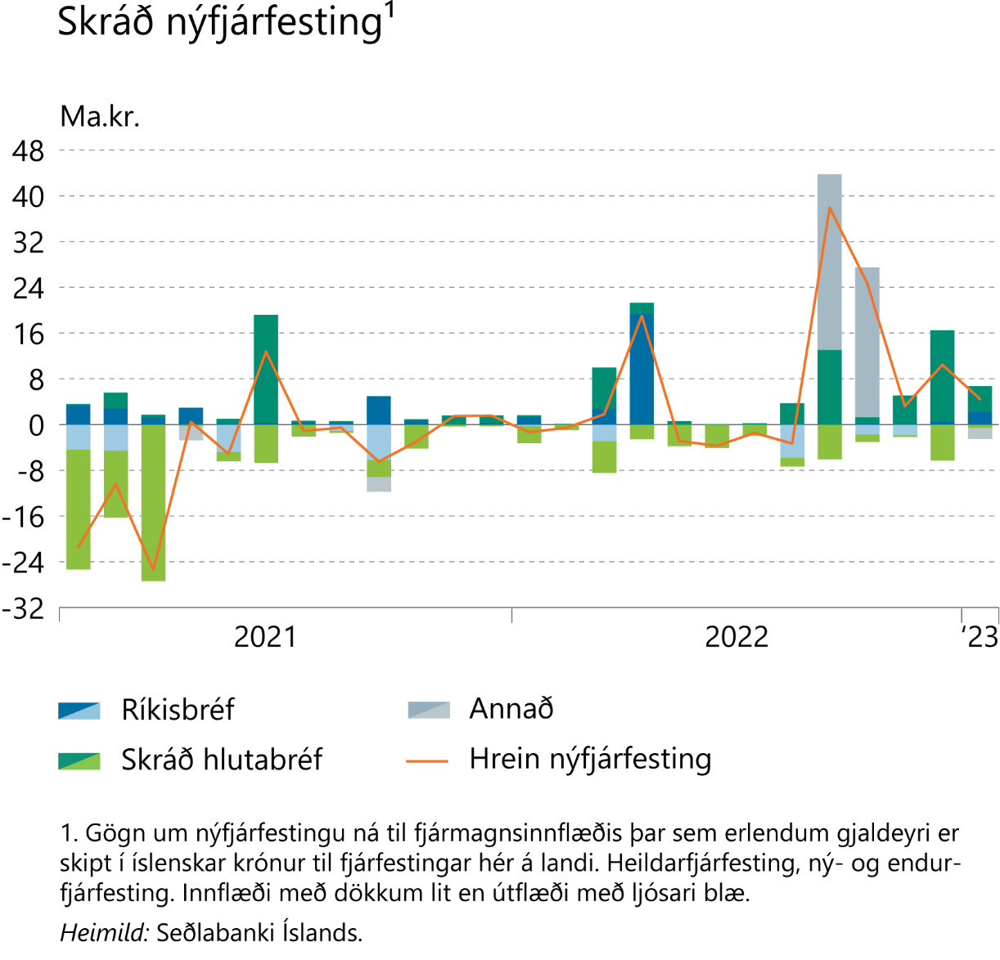 Skráð nýfjárfesting¹
Ma.kr.
48
40
32
24
16
8
0
-8
-16
-24
-32
2021
2022
'23
Ríkisbréf
Annað
Skráð hlutabréf
Hrein nýfjárfesting
1. Gögn um nýfjárfestingu ná til fjármagnsinnflæðis þar sem erlendum gjaldeyri er
skipt í íslenskar krónur til fjárfestingar hér á landi. Heildarfjárfesting, ný- og endur-
fjárfesting. Innflæði með dökkum lit en útflæði með ljósari blæ.
Heimild: Seðlabanki Íslands.